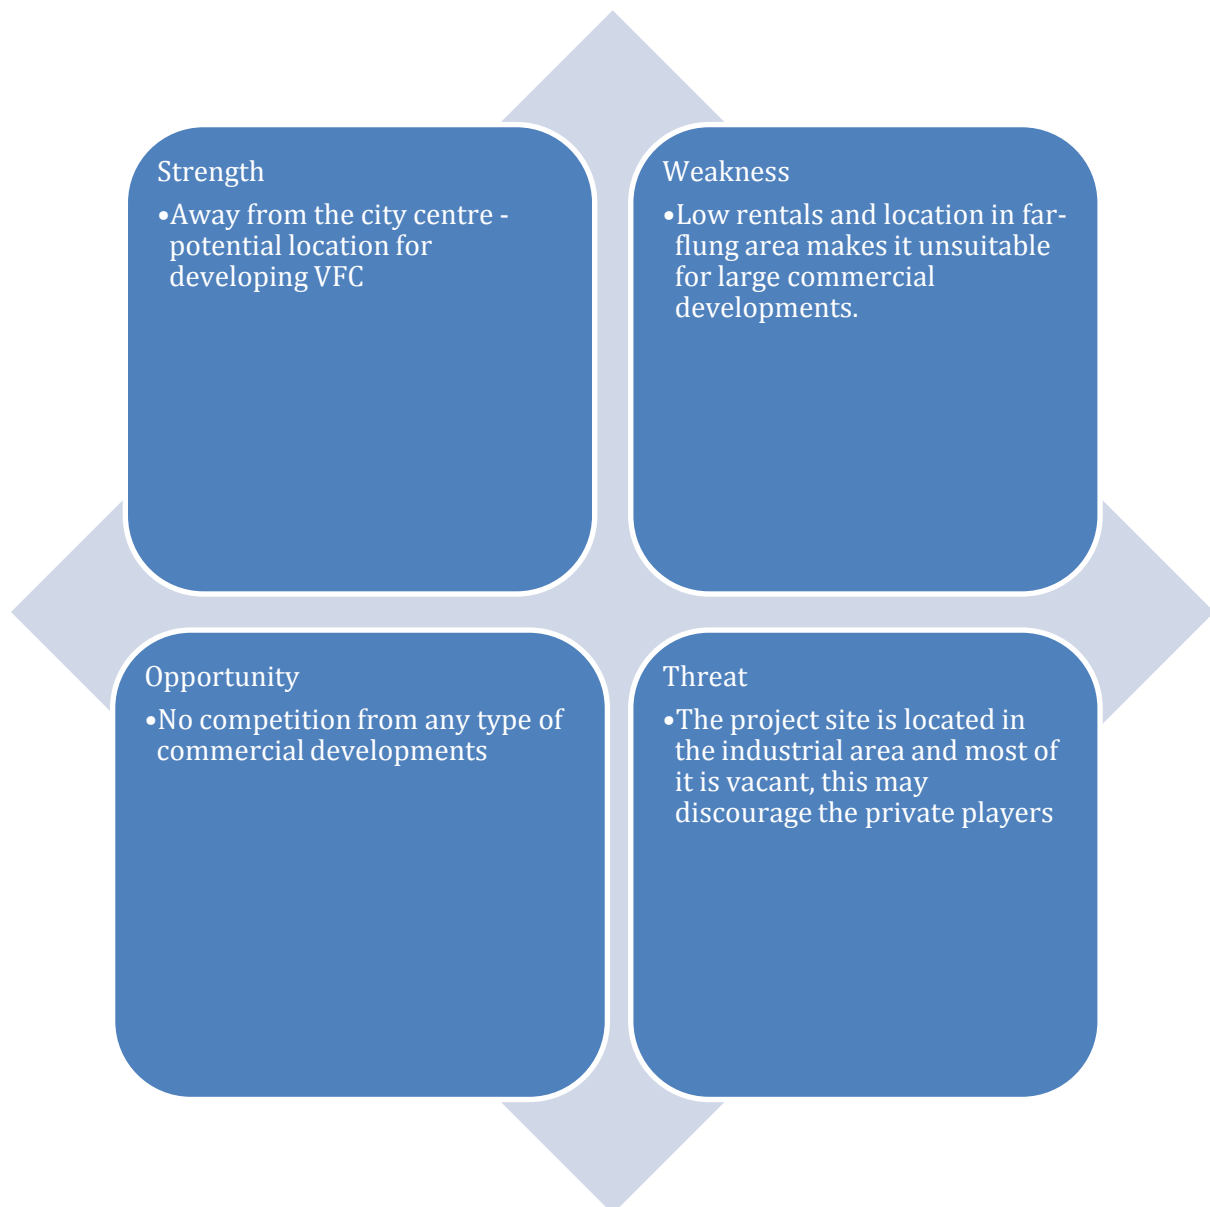 Strength
•Away from the city centre -
potential location for
developing VFC
Weakness
•Low rentals and location in far-
flung area makes it unsuitable
for large commercial
developments.
Opportunity
•No competition from any type of
commercial developments
Threat
•The project site is located in
the industrial area and most of
it is vacant, this may
discourage the private players